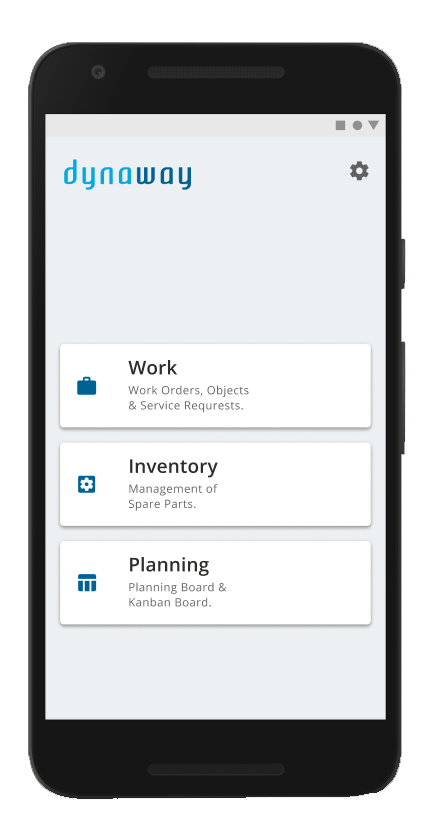 dynaway
Work
Work Orders, Objects
& Service Requrests.
Inventory
Management of
Spare Parts.
Planning
Planning Board &
Kanban Board.